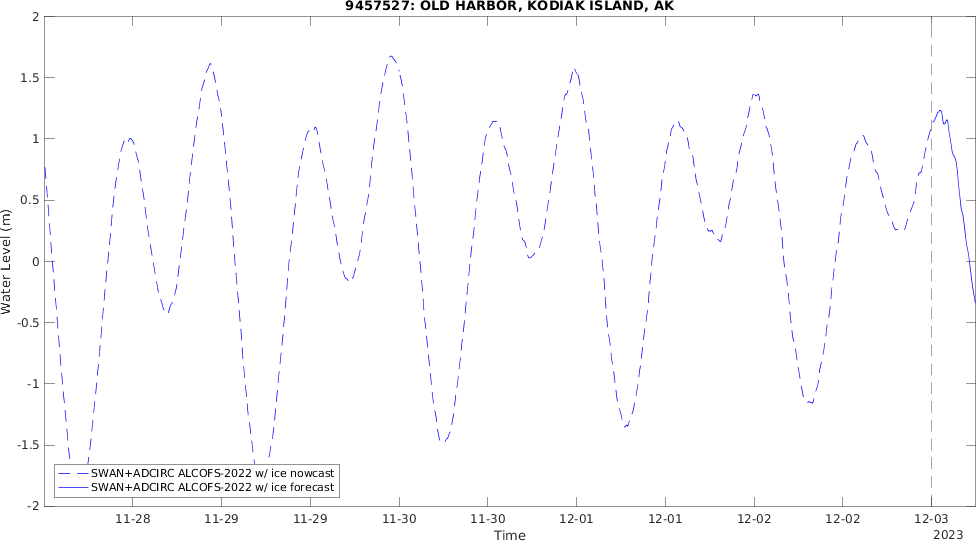 9457527: OLD HARBOR, KODIAK ISLAND, AK
2
1.5
1
0.5
0
-0.5
-1
-1.5
-2
Water Level (m)
SWAN+ADCIRC ALCOFS-2022 w/ ice nowcast
SWAN+ADCIRC ALCOFS-2022 w/ ice forecast
11-28 11-29 11-29 11-30 11-30 12-01 12-01 12-02 12-02 12-03
Time 2023